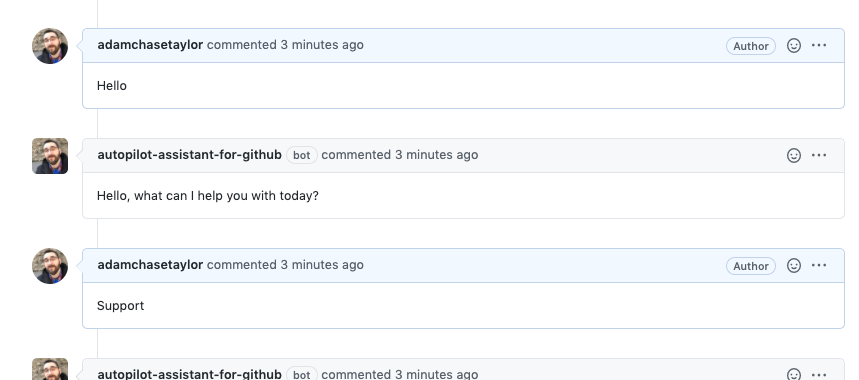 adamchasetaylor commented 3 minutes ago Author
Hello
autopilot-assistant-for-github bot commented 3 minutes ago
Hello, what can I help you with today?
adamchasetaylor commented 3 minutes ago Author
Support
autopilot-assistant-for-github bot commented 3 minutes ago